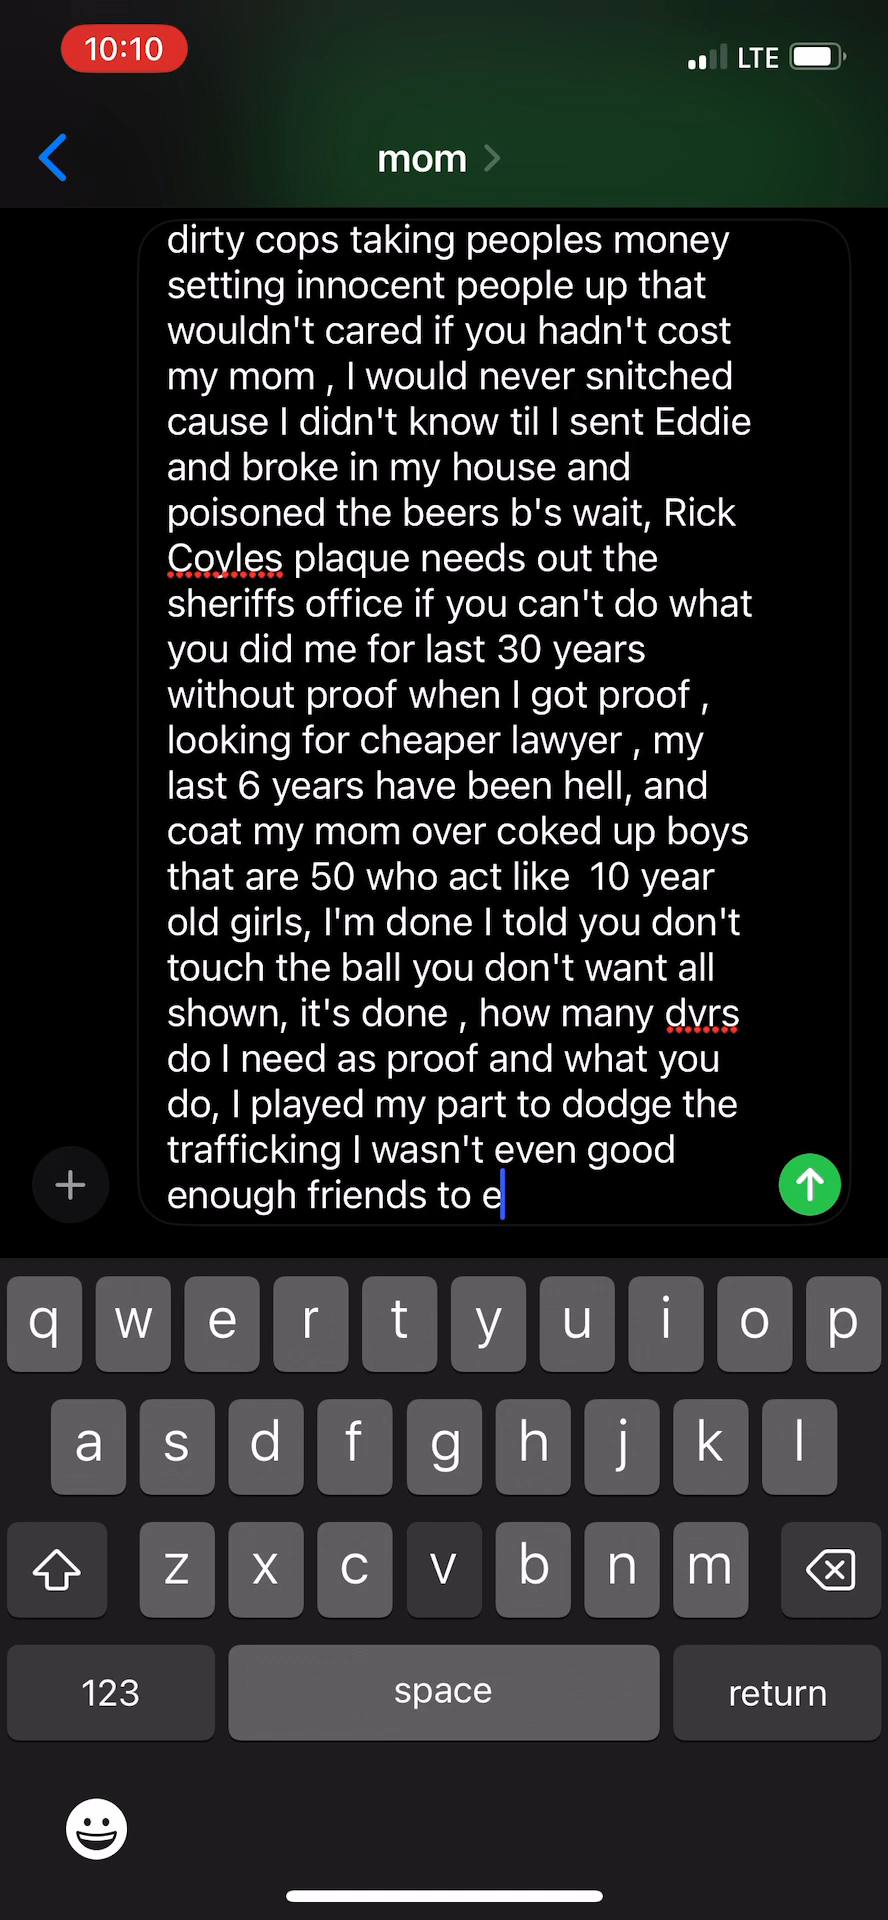 10:10
LTE
mom
dirty cops taking peoples money
setting innocent people up that
wouldn't cared if you hadn't cost
my mom , I would never snitched
cause I didn't know til I sent Eddie
and broke in my house and
poisoned the beers b's wait, Rick
Coyles plaque needs out the
sheriffs office if you can't do what
you did me for last 30 years
without proof when I got proof ,
looking for cheaper lawyer , my
last 6 years have been hell, and
coat my mom over coked up boys
that are 50 who act like  10 year
old girls, I'm done I told you don't
touch the ball you don't want all
shown, it's done , how many dvrs
do I need as proof and what you
do, I played my part to dodge the
trafficking I wasn't even good
enough friends to e
q w e r t y u i o p
a s d f g h j k l
z x c v b n m
123 space return